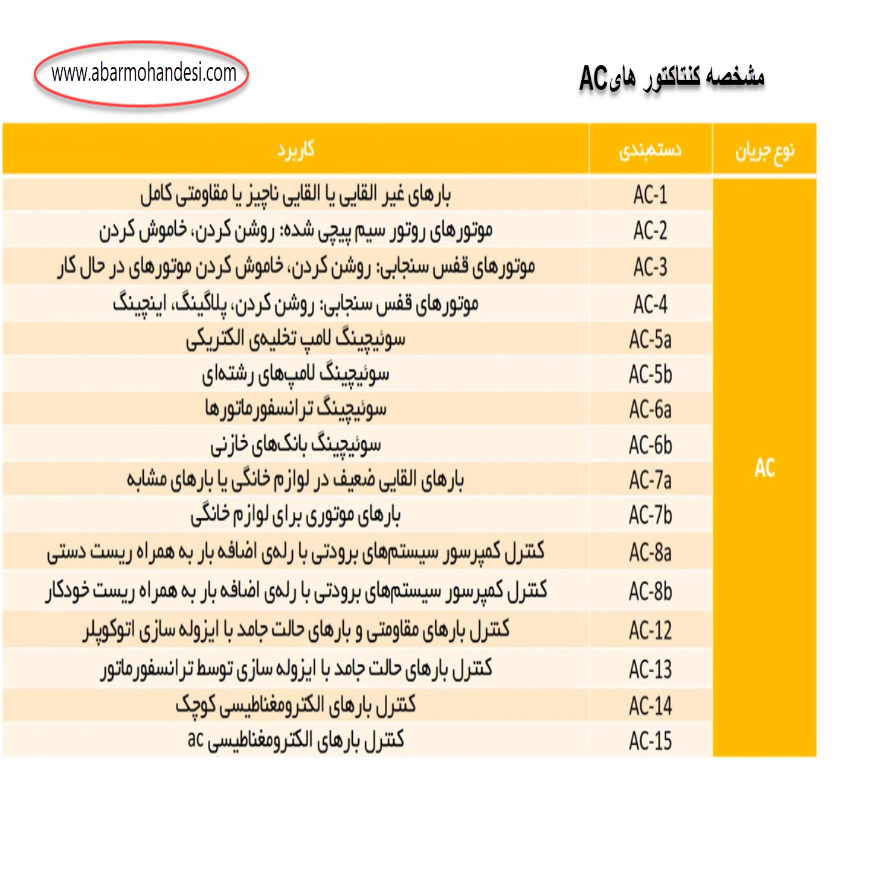 مشخصه کنتاکتور هایAC
www.abarmohandesi.com
نوع جریان دسته‌بندی کاربرد
AC
AC-1 بارهای غیر القایی یا القایی ناچیز یا مقاومتی کامل
AC-2 موتورهای روتور سیم پیچی شده: روشن کردن، خاموش کردن
AC-3 موتورهای قفس سنجابی: روشن کردن، خاموش کردن موتورهای در حال کار
AC-4 موتورهای قفس سنجابی: روشن کردن، پلاگینگ، اینچینگ
AC-5a سوئیچینگ لامپ تخلیه‌ی الکتریکی
AC-5b سوئیچینگ لامپ‌های رشته‌ای
AC-6a سوئیچینگ ترانسفورماتورها
AC-6b سوئیچینگ بانک‌های خازنی
AC-7a بارهای القایی ضعیف در لوازم خانگی یا بارهای مشابه
AC-7b بارهای موتوری برای لوازم خانگی
AC-8a کنترل کمپرسور سیستم‌های برودتی با رله‌ی اضافه بار به همراه ریست دستی
AC-8b کنترل کمپرسور سیستم‌های برودتی با رله‌ی اضافه بار به همراه ریست خودکار
AC-12 کنترل بارهای مقاومتی و بارهای حالت جامد با ایزوله سازی اتوکوپلر
AC-13 کنترل بارهای حالت جامد با ایزوله سازی توسط ترانسفورماتور
AC-14 کنترل بارهای الکترومغناطیسی کوچک
AC-15 کنترل بارهای الکترومغناطیسی ac